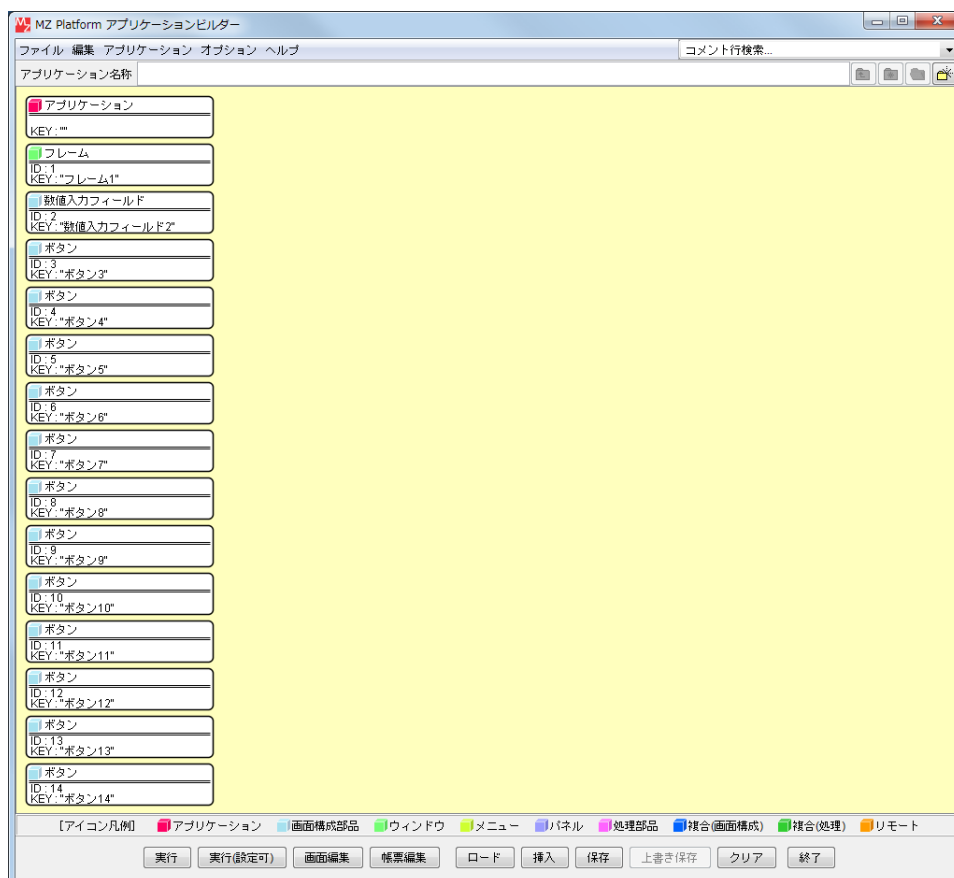 MZ Platform アプリケーションビルダー
ファイル 編集 アプリケーション オプション ヘルプ コメント行検索...
アプリケーション名称
アプリケーション
KEY:""
フレーム
ID:1
KEY:"フレーム1"
数値入力フィールド
ID:2
KEY:"数値入力フィールド2"
ボタン
ID:3
KEY:"ボタン3"
ボタン
ID:4
KEY:"ボタン4"
ボタン
ID:5
KEY:"ボタン5"
ボタン
ID:6
KEY:"ボタン6"
ボタン
ID:7
KEY:"ボタン7"
ボタン
ID:8
KEY:"ボタン8"
ボタン
ID:9
KEY:"ボタン9"
ボタン
ID:10
KEY:"ボタン10"
ボタン
ID:11
KEY:"ボタン11"
ボタン
ID:12
KEY:"ボタン12"
ボタン
ID:13
KEY:"ボタン13"
ボタン
ID:14
KEY:"ボタン14"
[アイコン凡例] アプリケーション 画面構成部品 ウィンドウ メニュー パネル 処理部品 複合(画面構成) 複合(処理) リモート
実行 実行(設定可) 画面編集 帳票編集 ロード 挿入 保存 上書き保存 クリア 終了